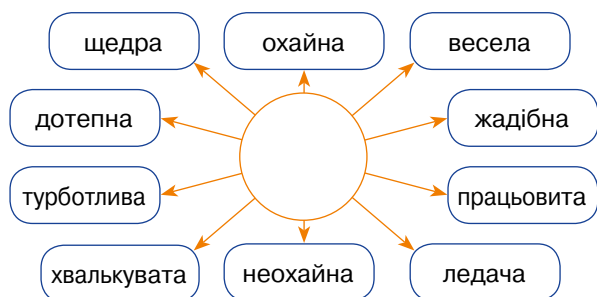 щедра
охайна
весела
дотепна
жадібна
турботлива
працьовита
хвалькувата
неохайна
ледача